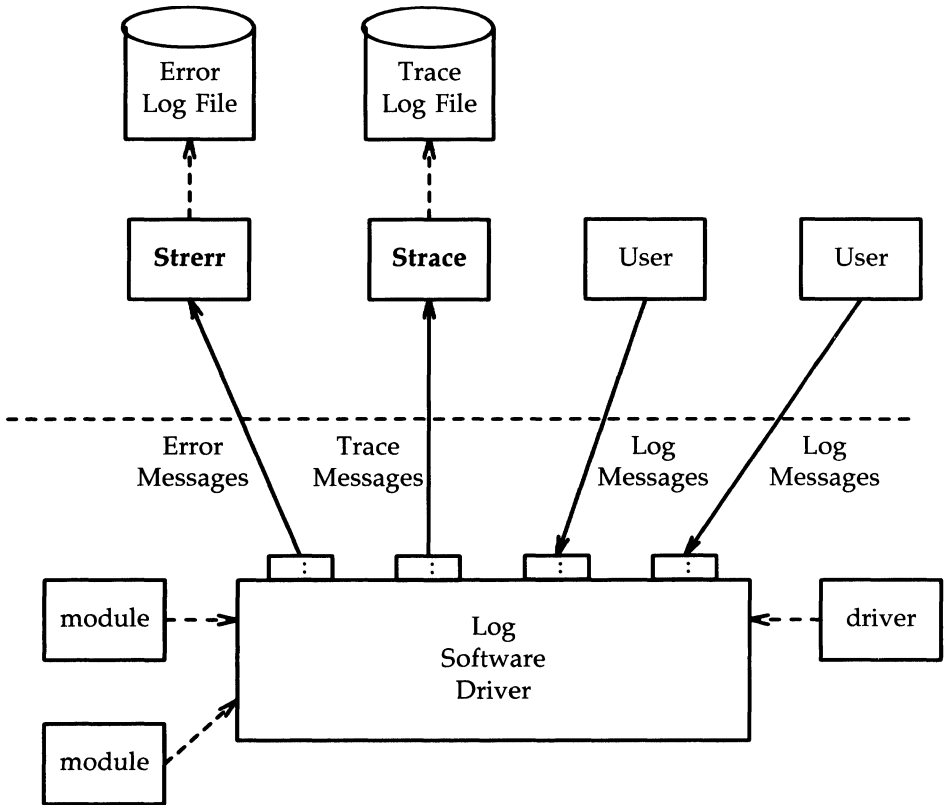 Error
Log File
Trace
Log File
Strerr
Strace
User
User
Error
Messages
Trace
Messages
Log
Messages
Log
Messages
module
Log
Software
Driver
driver
module